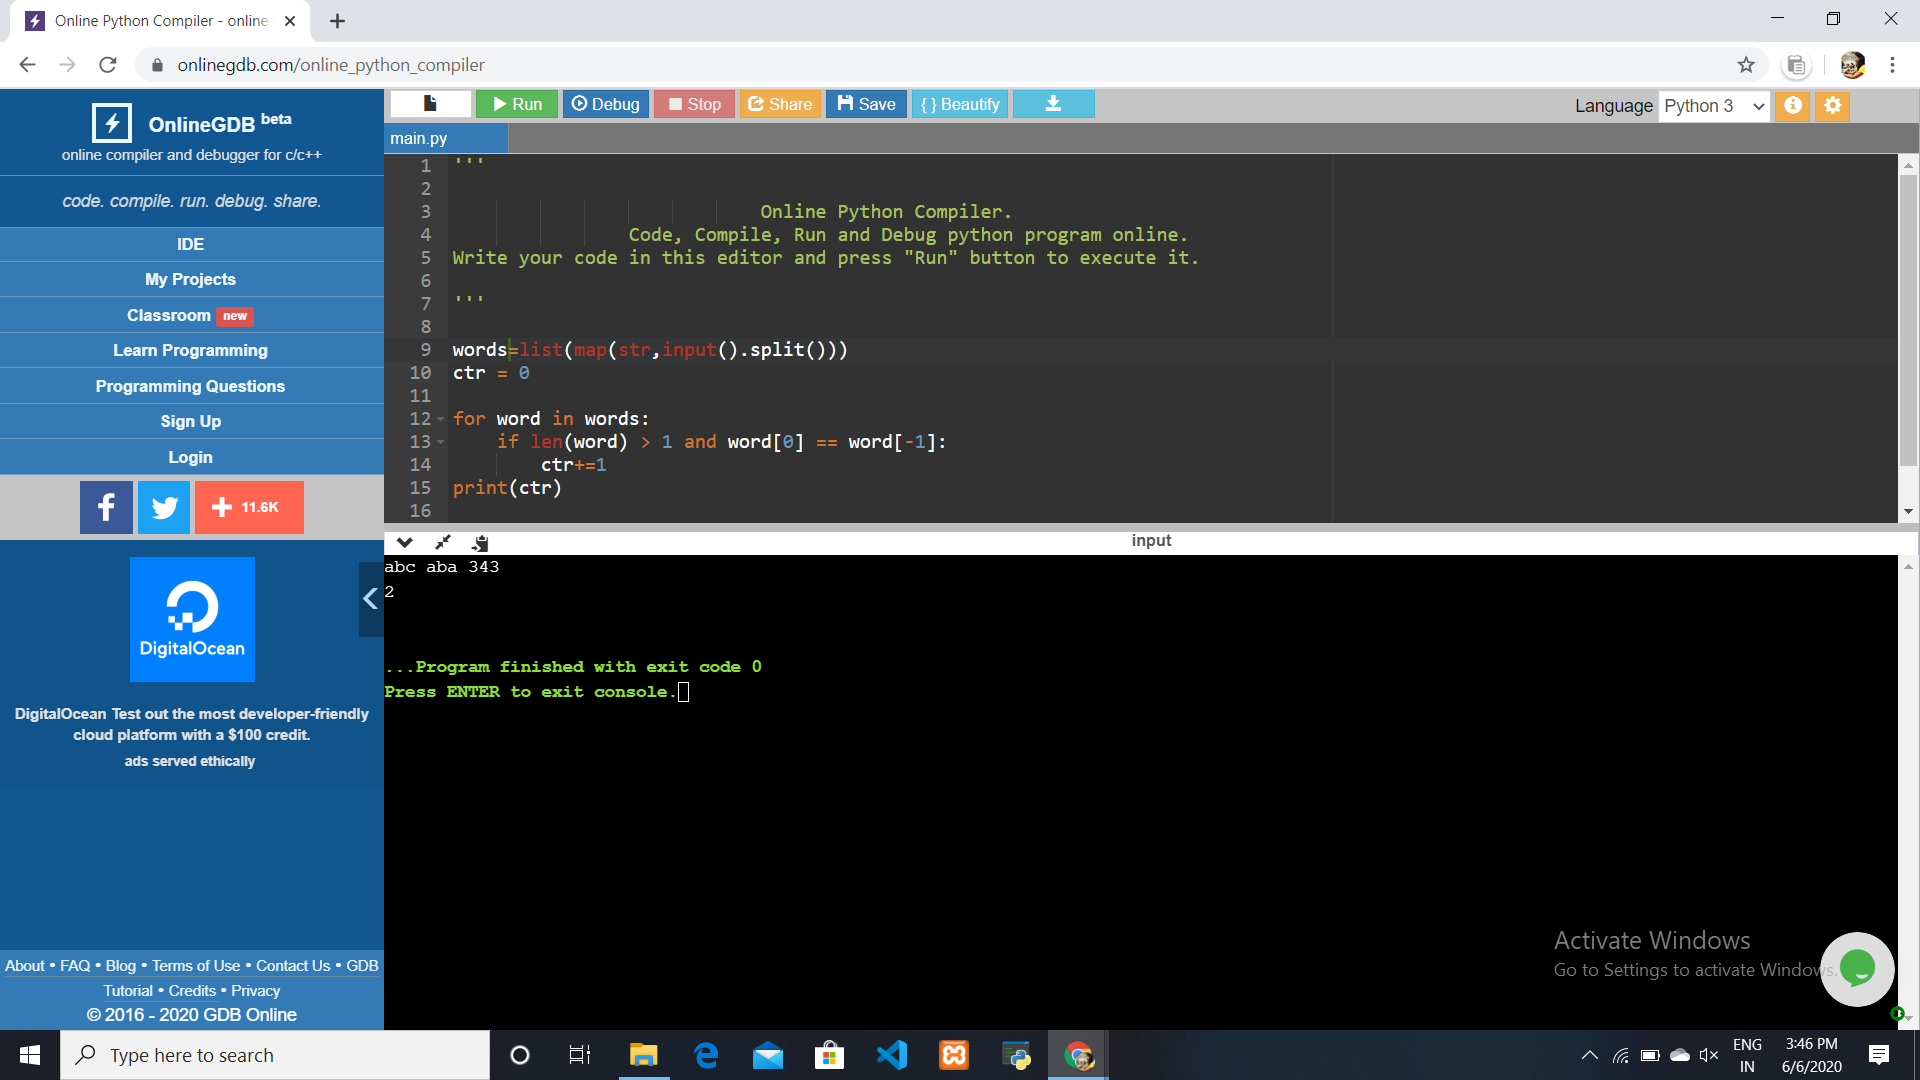 Online Python Compiler - online
onlinegdb.com/online_python_compiler
OnlineGDB beta
online compiler and debugger for c/c++
code. compile. run. debug. share.
IDE
My Projects
Classroom new
Learn Programming
Programming Questions
Sign Up
Login
11.6K
DigitalOcean
DigitalOcean Test out the most developer-friendly
cloud platform with a $100 credit.
ads served ethically
About • FAQ • Blog • Terms of Use • Contact Us • GDB
Tutorial • Credits • Privacy
© 2016 - 2020 GDB Online
Run Debug Stop Share Save { } Beautify Language Python 3
main.py
1 '''
2
3 Online Python Compiler.
4 Code, Compile, Run and Debug python program online.
5 Write your code in this editor and press "Run" button to execute it.
6
7 '''
8
9 words=list(map(str,input().split()))
10 ctr = 0
11
12 for word in words:
13 if len(word) > 1 and word[0] == word[-1]:
14 ctr+=1
15 print(ctr)
16
input
abc aba 343
2
...Program finished with exit code 0
Press ENTER to exit console.
Activate Windows
Go to Settings to activate Windows.
Type here to search
ENG
IN
3:46 PM
6/6/2020